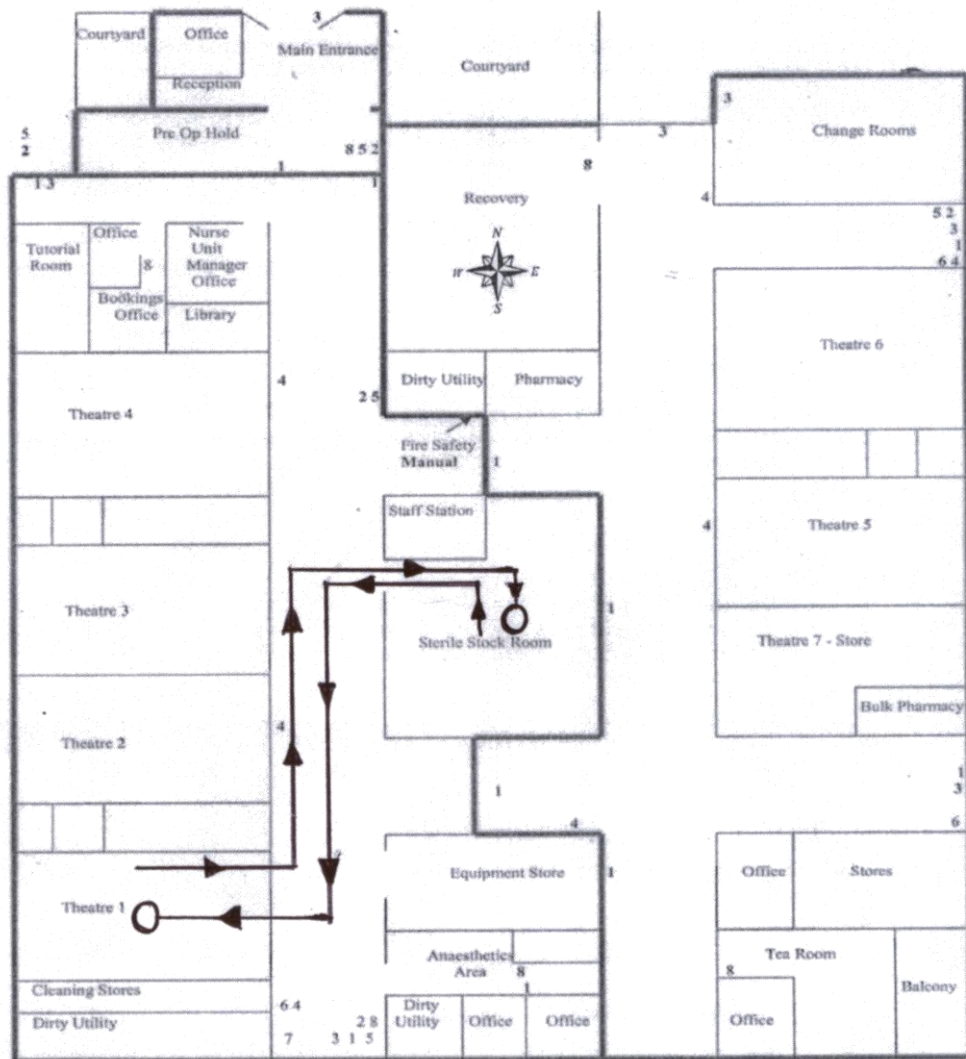 3
Courtyard
Office
Main Entrance
Courtyard
Reception
3
5
2
Pre Op Hold
8 5 2
3
Change Rooms
1
8
1 3
1
4
Recovery
5 2
3
1
6 4
Tutorial
Room
Office
8
Bookings
Office
Nurse
Unit
Manager
Office
Library
N
W
E
S
Theatre 6
4
Dirty Utility
Pharmacy
2 5
Theatre 4
Fire Safety
Manual
1
Staff Station
4
Theatre 5
Theatre 3
1
Sterile Stock Room
Theatre 7 - Store
Bulk Pharmacy
4
Theatre 2
1
3
6
1
4
Equipment Store
1
Office
Stores
Theatre 1
Anaesthetics
Area
8
1
Tea Room
8
Balcony
Cleaning Stores
6 4
Dirty Utility
7
2 8
3 1 5
Dirty
Utility
Office
Office
Office